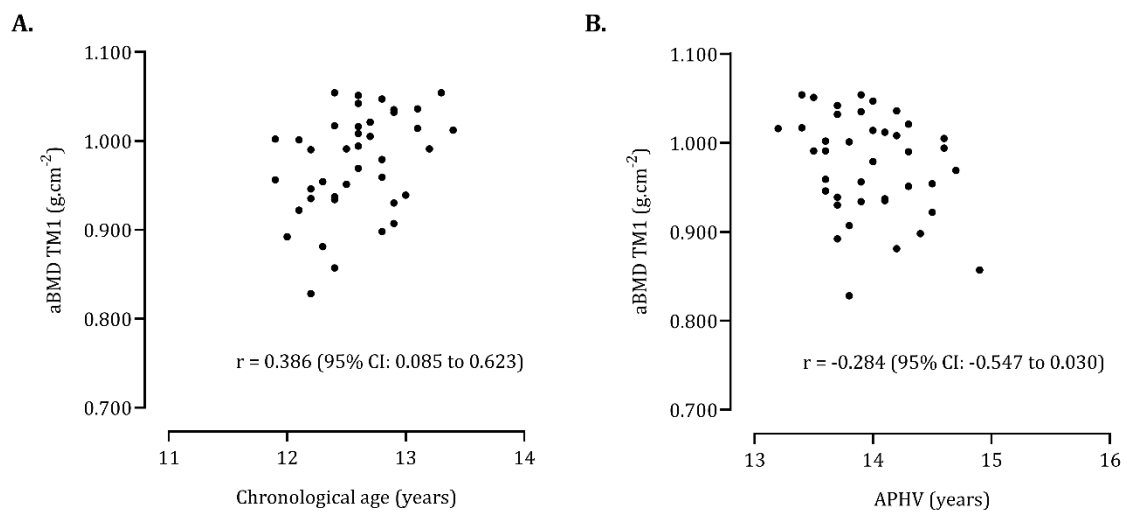 A.
1.100
1.000
0.900
0.800
0.700
aBMD TM1 (g.cm⁻²)
r = 0.386 (95% CI: 0.085 to 0.623)
11 12 13 14
Chronological age (years)
B.
1.100
1.000
0.900
0.800
0.700
aBMD TM1 (g.cm⁻²)
r = -0.284 (95% CI: -0.547 to 0.030)
13 14 15 16
APHV (years)